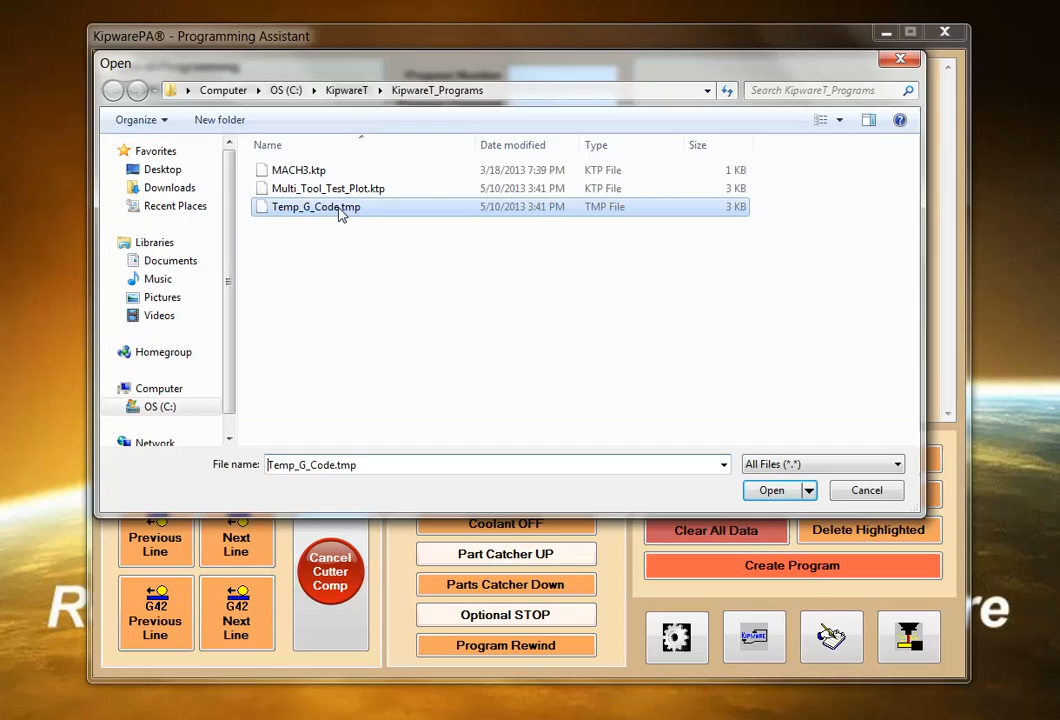 KipwarePA® - Programming Assistant
Open
Program Number
Computer ▸ OS (C:) ▸ KipwareT ▸ KipwareT_Programs
Search KipwareT_Programs
Organize
New folder
Name
Date modified
Type
Size
Favorites
Desktop
Downloads
Recent Places
Libraries
Documents
Music
Pictures
Videos
Homegroup
Computer
OS (C:)
Network
MACH3.ktp 3/18/2013 7:39 PM KTP File 1 KB
Multi_Tool_Test_Plot.ktp 5/10/2013 3:41 PM KTP File 3 KB
Temp_G_Code.tmp 5/10/2013 3:41 PM TMP File 3 KB
File name: Temp_G_Code.tmp
All Files (*.*)
Open
Cancel
Previous
Line
Next
Line
G42
Previous
Line
G42
Next
Line
Cancel
Cutter
Comp
Coolant OFF
Part Catcher UP
Parts Catcher Down
Optional STOP
Program Rewind
Clear All Data
Delete Highlighted
Create Program
KIPWARE